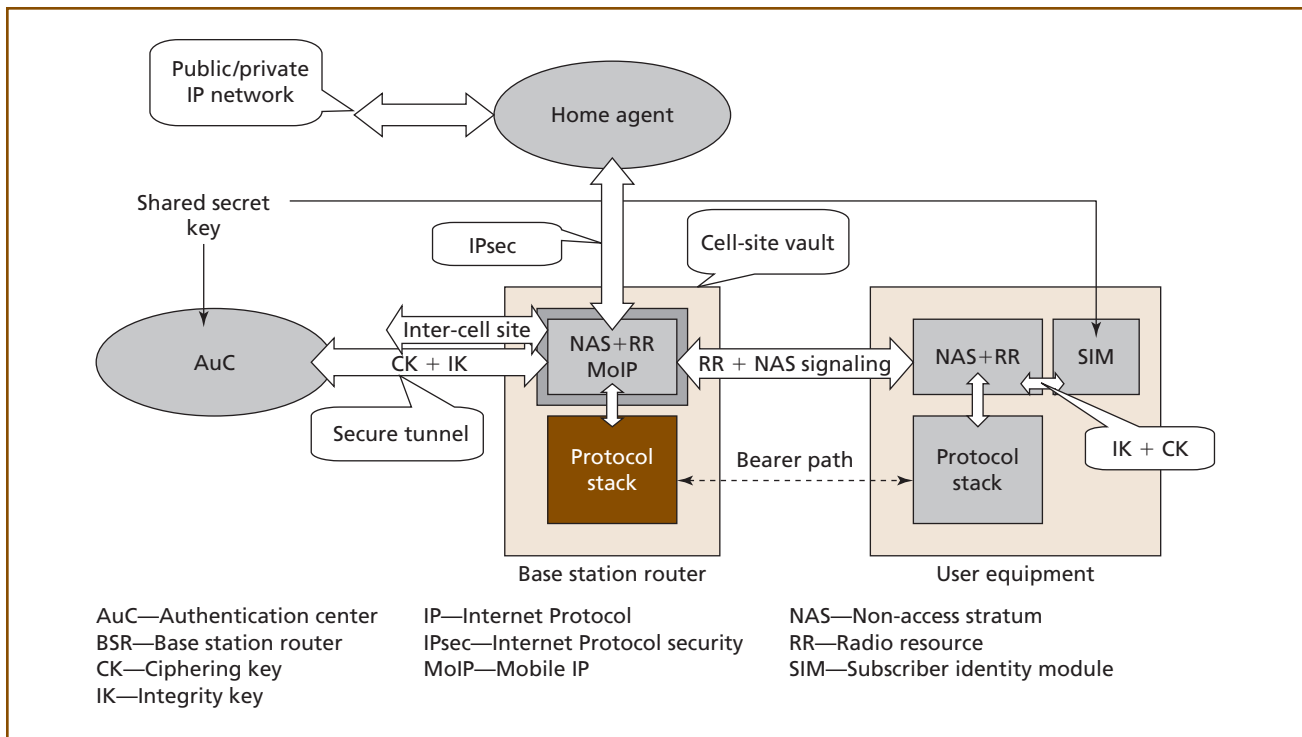 Public/private
IP network
Home agent
Shared secret
key
IPsec
Cell-site vault
Inter-cell site
AuC
CK + IK
NAS+RR
MoIP
RR + NAS signaling
NAS+RR
SIM
Secure tunnel
IK + CK
Protocol
stack
Bearer path
Protocol
stack
Base station router
User equipment
AuC—Authentication center
BSR—Base station router
CK—Ciphering key
IK—Integrity key
IP—Internet Protocol
IPsec—Internet Protocol security
MoIP—Mobile IP
NAS—Non-access stratum
RR—Radio resource
SIM—Subscriber identity module